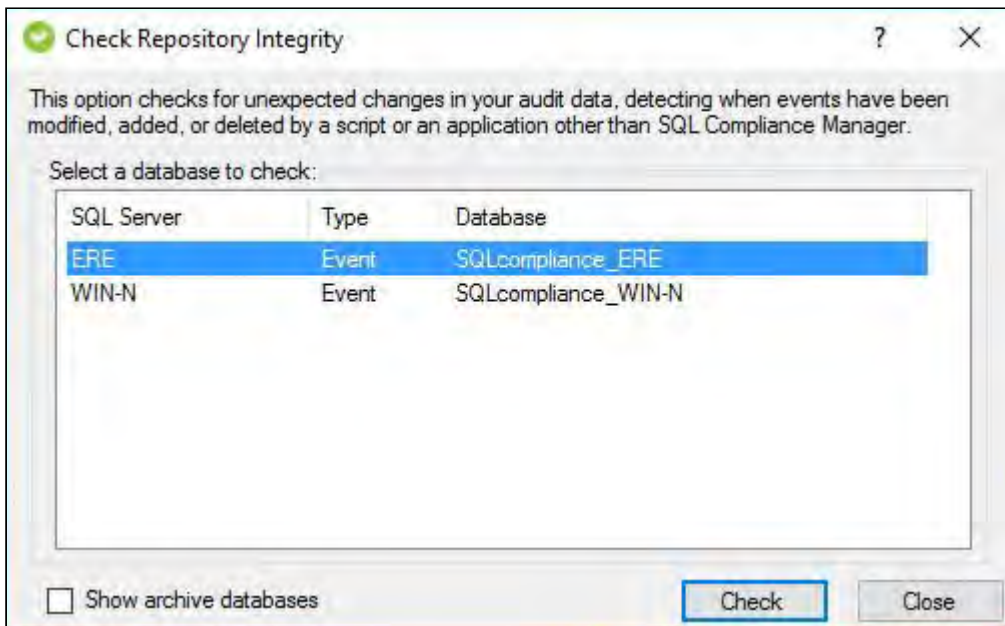 Check Repository Integrity
?
This option checks for unexpected changes in your audit data, detecting when events have been
modified, added, or deleted by a script or an application other than SQL Compliance Manager.
Select a database to check:
SQL Server Type Database
ERE Event SQLcompliance_ERE
WIN-N Event SQLcompliance_WIN-N
Show archive databases Check Close